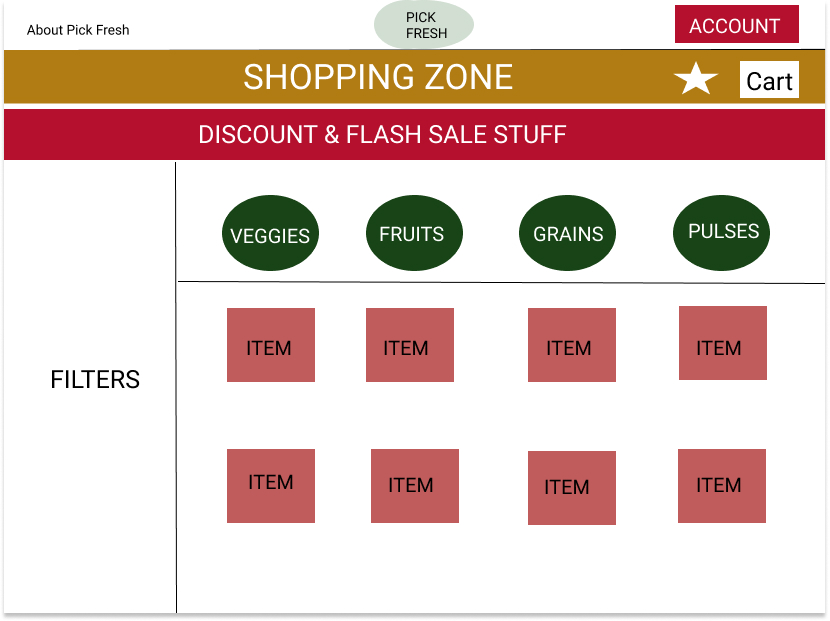 About Pick Fresh
PICK
FRESH
ACCOUNT
SHOPPING ZONE
Cart
DISCOUNT & FLASH SALE STUFF
VEGGIES
FRUITS
GRAINS
PULSES
FILTERS
ITEM
ITEM
ITEM
ITEM
ITEM
ITEM
ITEM
ITEM